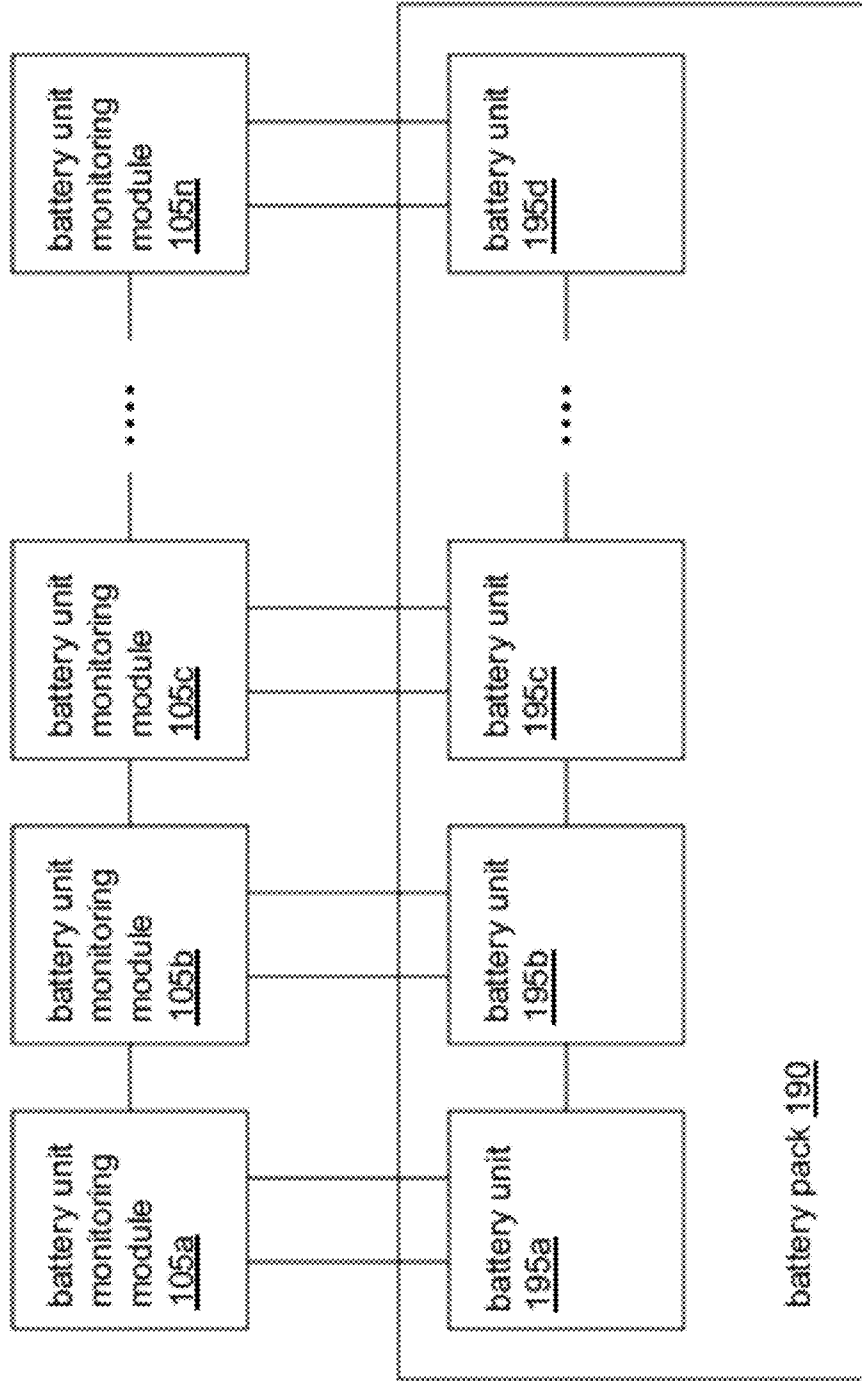 battery unit
monitoring
module
105a
battery unit
monitoring
module
105b
battery unit
monitoring
module
105c
....
battery unit
monitoring
module
105n
battery unit
195a
battery unit
195b
battery unit
195c
....
battery unit
195d
battery pack 190